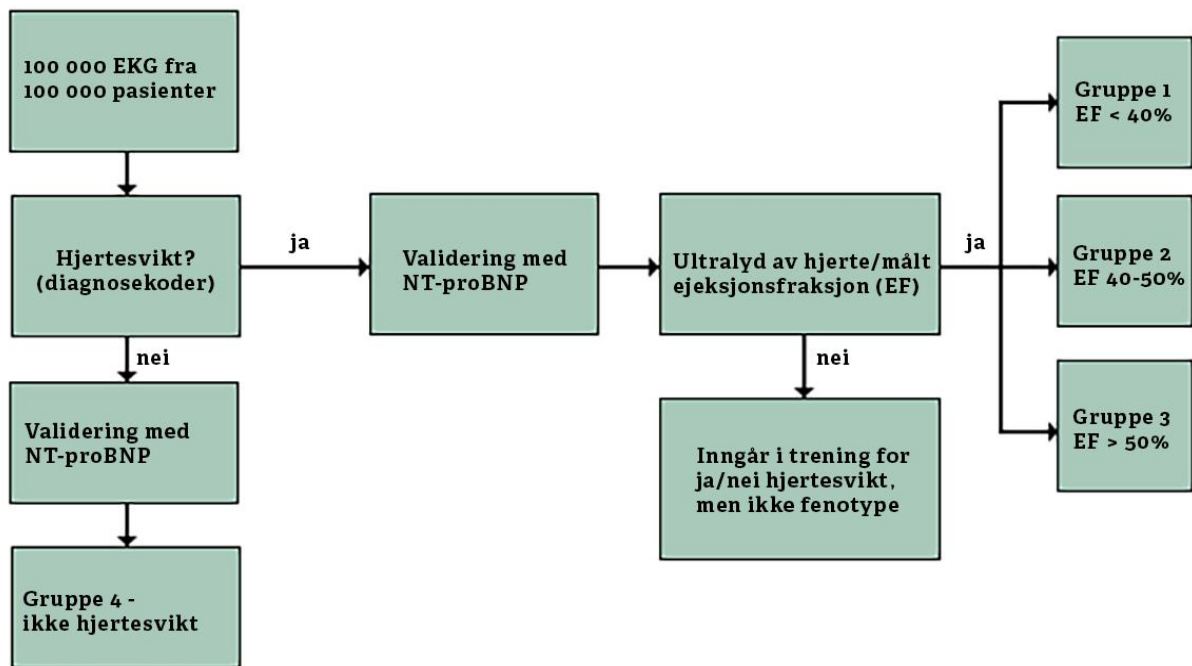 100 000 EKG fra
100 000 pasienter
Hjertesvikt?
(diagnosekoder)
ja
Validering med
NT-proBNP
Ultralyd av hjerte/målt
ejeksjonsfraksjon (EF)
ja
Gruppe 1
EF < 40%
Gruppe 2
EF 40-50%
Gruppe 3
EF > 50%
nei
Inngår i trening for
ja/nei hjertesvikt,
men ikke fenotype
nei
Validering med
NT-proBNP
Gruppe 4 -
ikke hjertesvikt